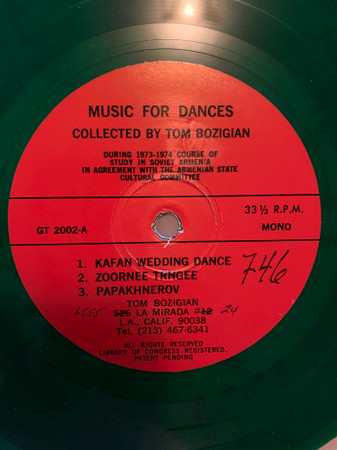 MUSIC FOR DANCES
COLLECTED BY TOM BOZIGIAN
DURING 1973-1974 COURSE OF
STUDY IN SOVIET ARMENIA
IN AGREEMENT WITH THE ARMENIAN STATE
CULTURAL COMMITTEE
GT 2002-A
33 ⅓ R.P.M.
MONO
1. KAFAN WEDDING DANCE
746
2. ZOORNEE TRNGEE
3. PAPAKHNEROV
TOM BOZIGIAN
6555 526 LA MIRADA #12 24
L.A., CALIF. 90038
Tel (213) 467-6341
ALL RIGHTS RESERVED
LIBRARY OF CONGRESS REGISTERED.
PATENT PENDING